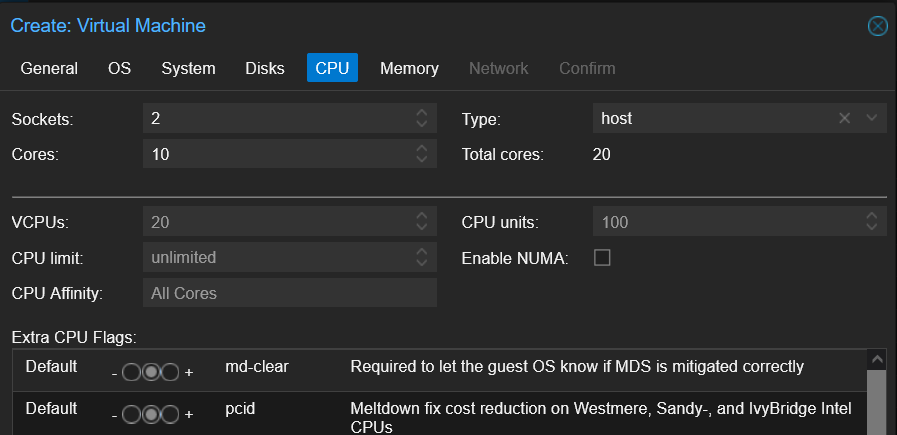 Create: Virtual Machine
General OS System Disks CPU Memory Network Confirm
Sockets: 2 Type: host
Cores: 10 Total cores: 20
VCPUs: 20 CPU units: 100
CPU limit: unlimited Enable NUMA:
CPU Affinity: All Cores
Extra CPU Flags:
Default - + md-clear Required to let the guest OS know if MDS is mitigated correctly
Default - + pcid Meltdown fix cost reduction on Westmere, Sandy-, and IvyBridge Intel
CPUs